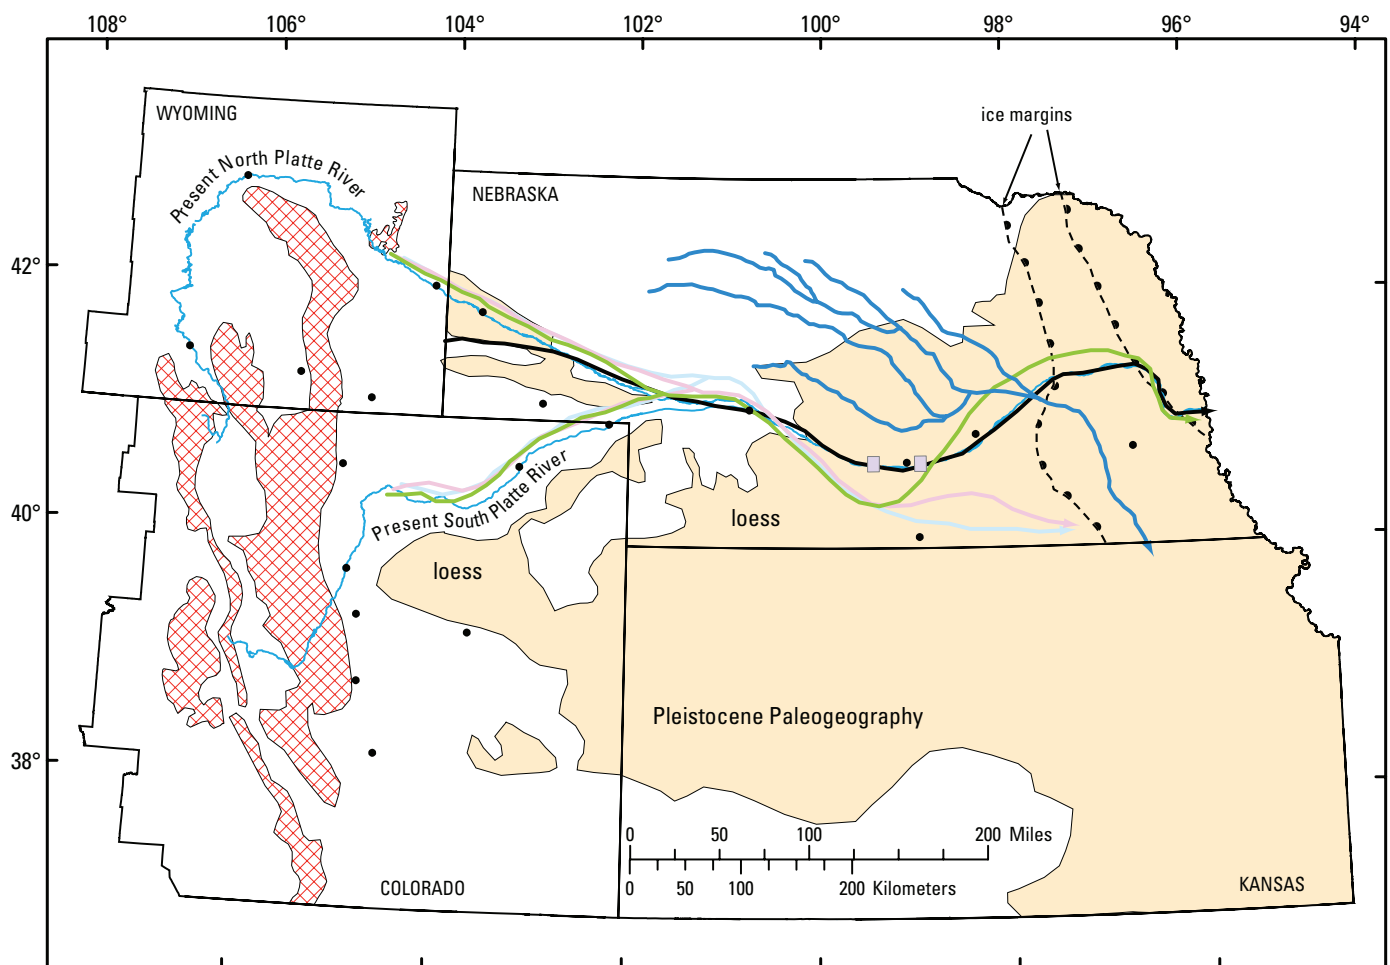 108° 106° 104° 102° 100° 98° 96° 94°
WYOMING
ice margins
Present North Platte River
NEBRASKA
42°
Present South Platte River
40°
loess
loess
Pleistocene Paleogeography
38°
0 50 100 200 Miles
0 50 100 200 Kilometers
COLORADO
KANSAS